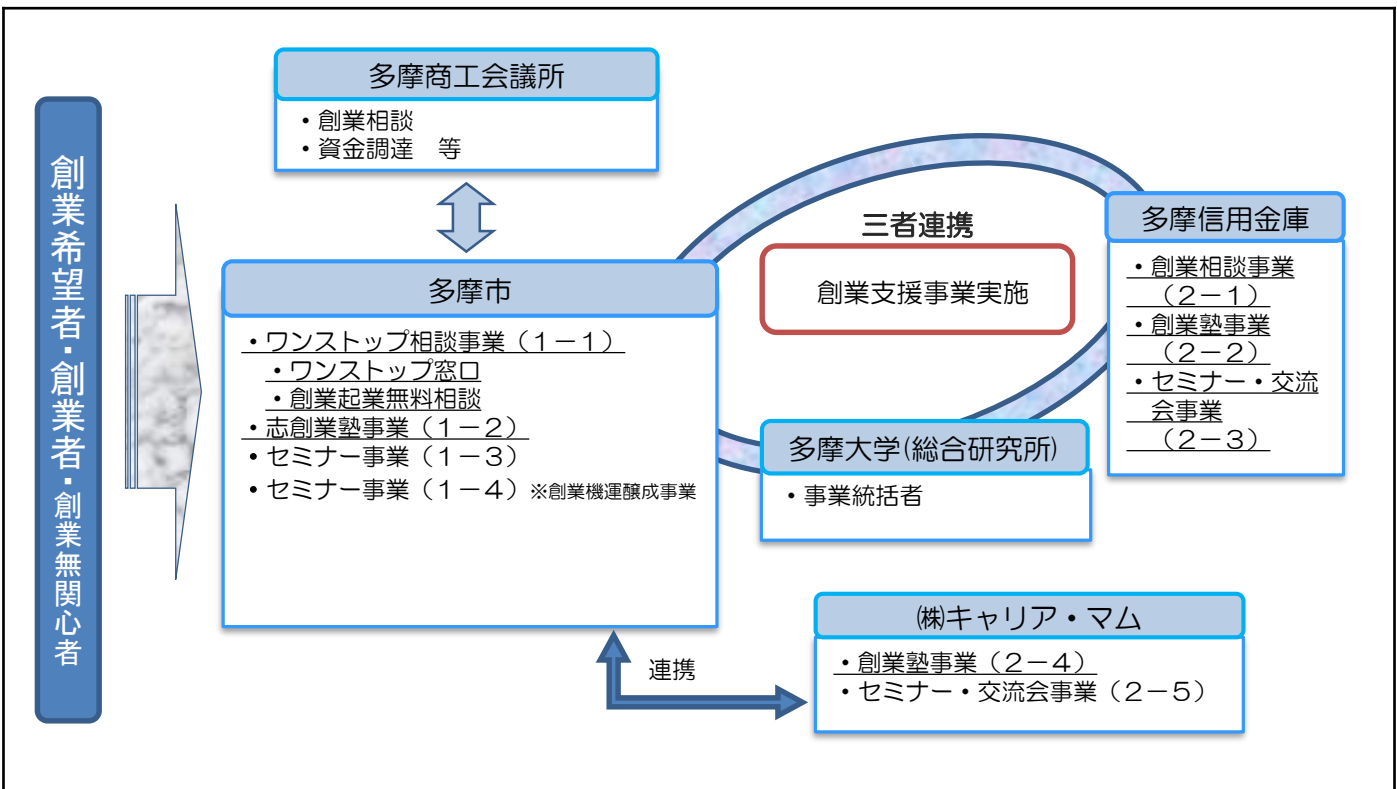 創業希望者・創業者・創業無関心者
多摩商工会議所
・創業相談
・資金調達　等
多摩市
・ワンストップ相談事業（１－１）
・ワンストップ窓口
・創業起業無料相談
・志創業塾事業（１－２）
・セミナー事業（１－３）
・セミナー事業（１－４）※創業機運醸成事業
三者連携
創業支援事業実施
多摩信用金庫
・創業相談事業
（２－１）
・創業塾事業
（２－２）
・セミナー・交流
会事業
（２－３）
多摩大学(総合研究所)
・事業統括者
連携
㈱キャリア・マム
・創業塾事業（２－４）
・セミナー・交流会事業（２－５）